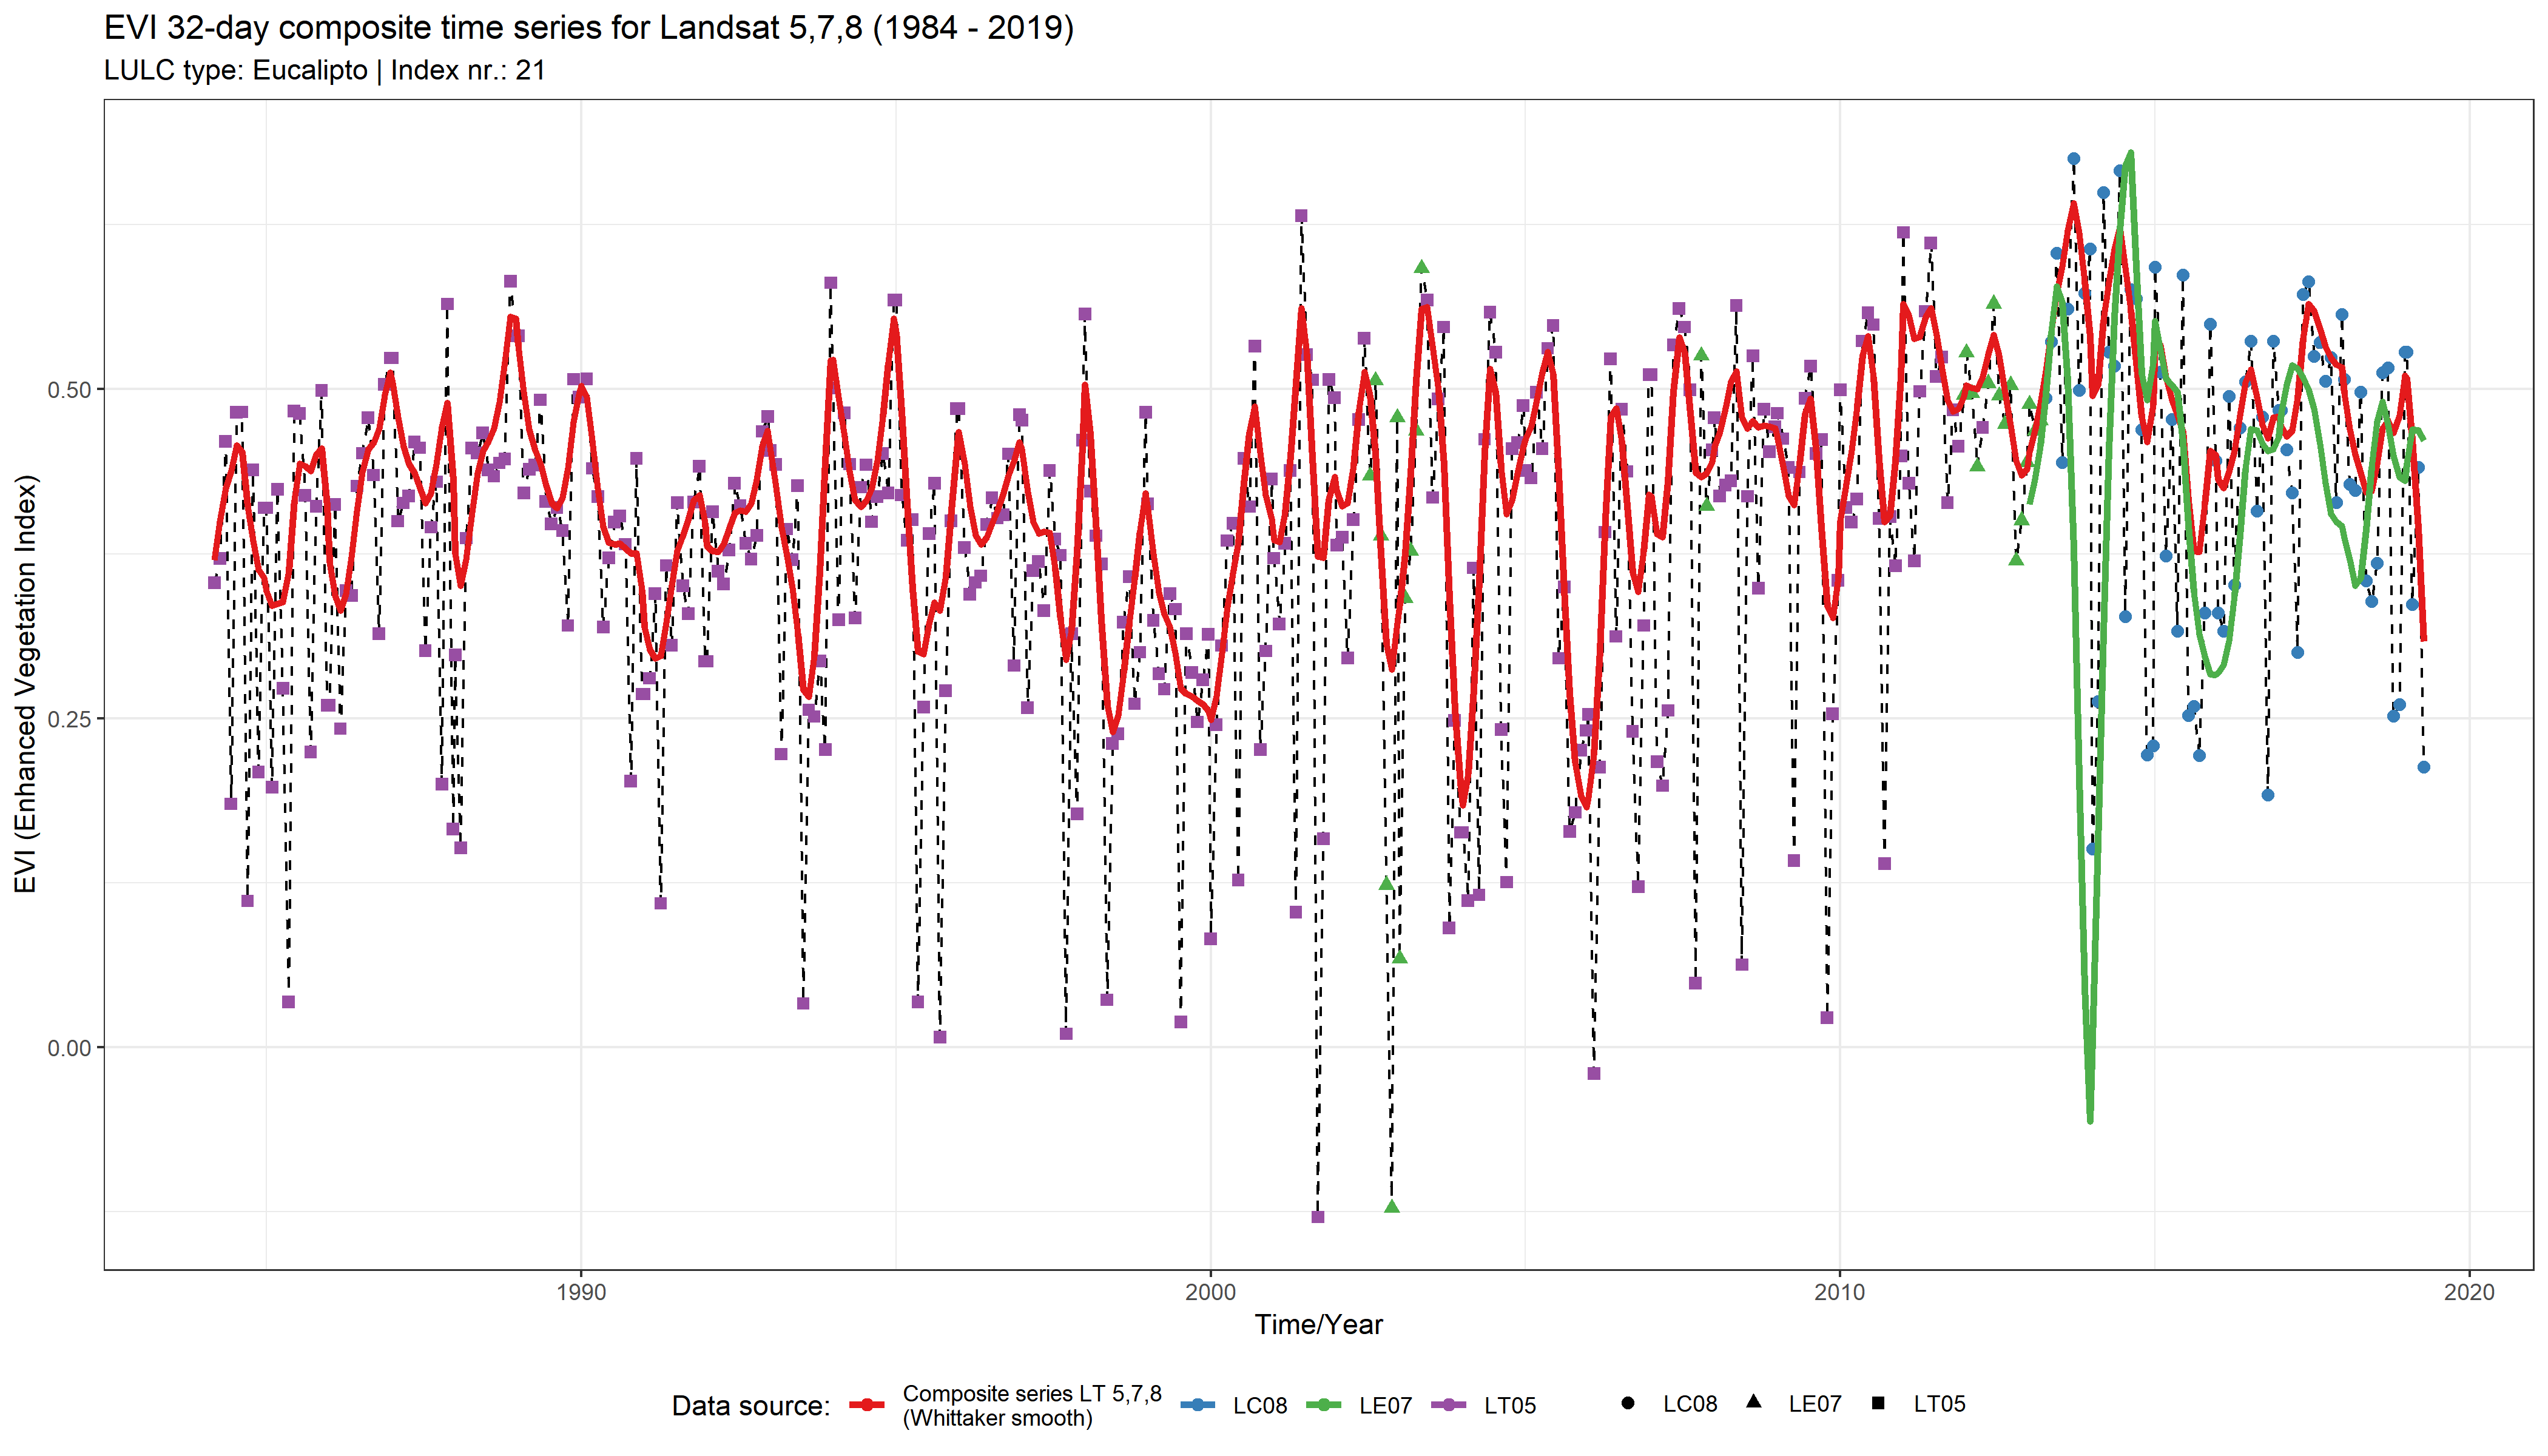 EVI 32-day composite time series for Landsat 5,7,8 (1984 - 2019)
LULC type: Eucalipto | Index nr.: 21
EVI (Enhanced Vegetation Index)
0.50
0.25
0.00
1990
2000
2010
2020
Time/Year
Data source:
Composite series LT 5,7,8
(Whittaker smooth)
LC08
LE07
LT05
LC08
LE07
LT05